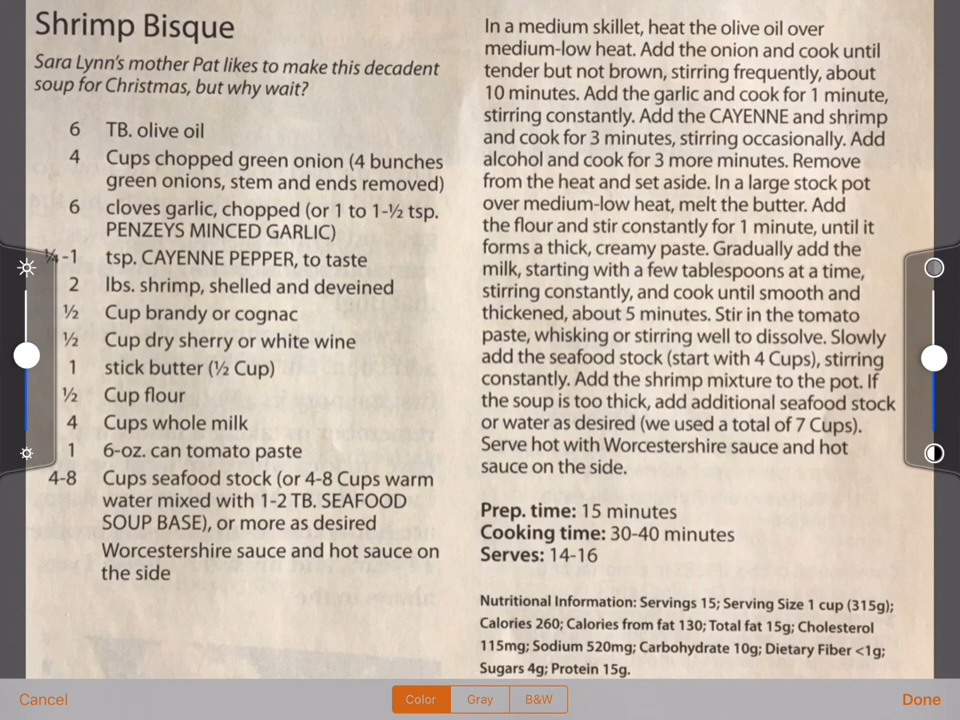 Shrimp Bisque
Sara Lynn's mother Pat likes to make this decadent
soup for Christmas, but why wait?
6 TB. olive oil
4 Cups chopped green onion (4 bunches
green onions, stem and ends removed)
6 cloves garlic, chopped (or 1 to 1-½ tsp.
PENZEYS MINCED GARLIC)
¼-1 tsp. CAYENNE PEPPER, to taste
2 lbs. shrimp, shelled and deveined
½ Cup brandy or cognac
½ Cup dry sherry or white wine
1 stick butter (½ Cup)
½ Cup flour
4 Cups whole milk
1 6-oz. can tomato paste
4-8 Cups seafood stock (or 4-8 Cups warm
water mixed with 1-2 TB. SEAFOOD
SOUP BASE), or more as desired
Worcestershire sauce and hot sauce on
the side
In a medium skillet, heat the olive oil over
medium-low heat. Add the onion and cook until
tender but not brown, stirring frequently, about
10 minutes. Add the garlic and cook for 1 minute,
stirring constantly. Add the CAYENNE and shrimp
and cook for 3 minutes, stirring occasionally. Add
alcohol and cook for 3 more minutes. Remove
from the heat and set aside. In a large stock pot
over medium-low heat, melt the butter. Add
the flour and stir constantly for 1 minute, until it
forms a thick, creamy paste. Gradually add the
milk, starting with a few tablespoons at a time,
stirring constantly, and cook until smooth and
thickened, about 5 minutes. Stir in the tomato
paste, whisking or stirring well to dissolve. Slowly
add the seafood stock (start with 4 Cups), stirring
constantly. Add the shrimp mixture to the pot. If
the soup is too thick, add additional seafood stock
or water as desired (we used a total of 7 Cups).
Serve hot with Worcestershire sauce and hot
sauce on the side.
Prep. time: 15 minutes
Cooking time: 30-40 minutes
Serves: 14-16
Nutritional Information: Servings 15; Serving Size 1 cup (315g);
Calories 260; Calories from fat 130; Total fat 15g; Cholesterol
115mg; Sodium 520mg; Carbohydrate 10g; Dietary Fiber <1g;
Sugars 4g; Protein 15g.
Cancel
Color Gray B&W
Done